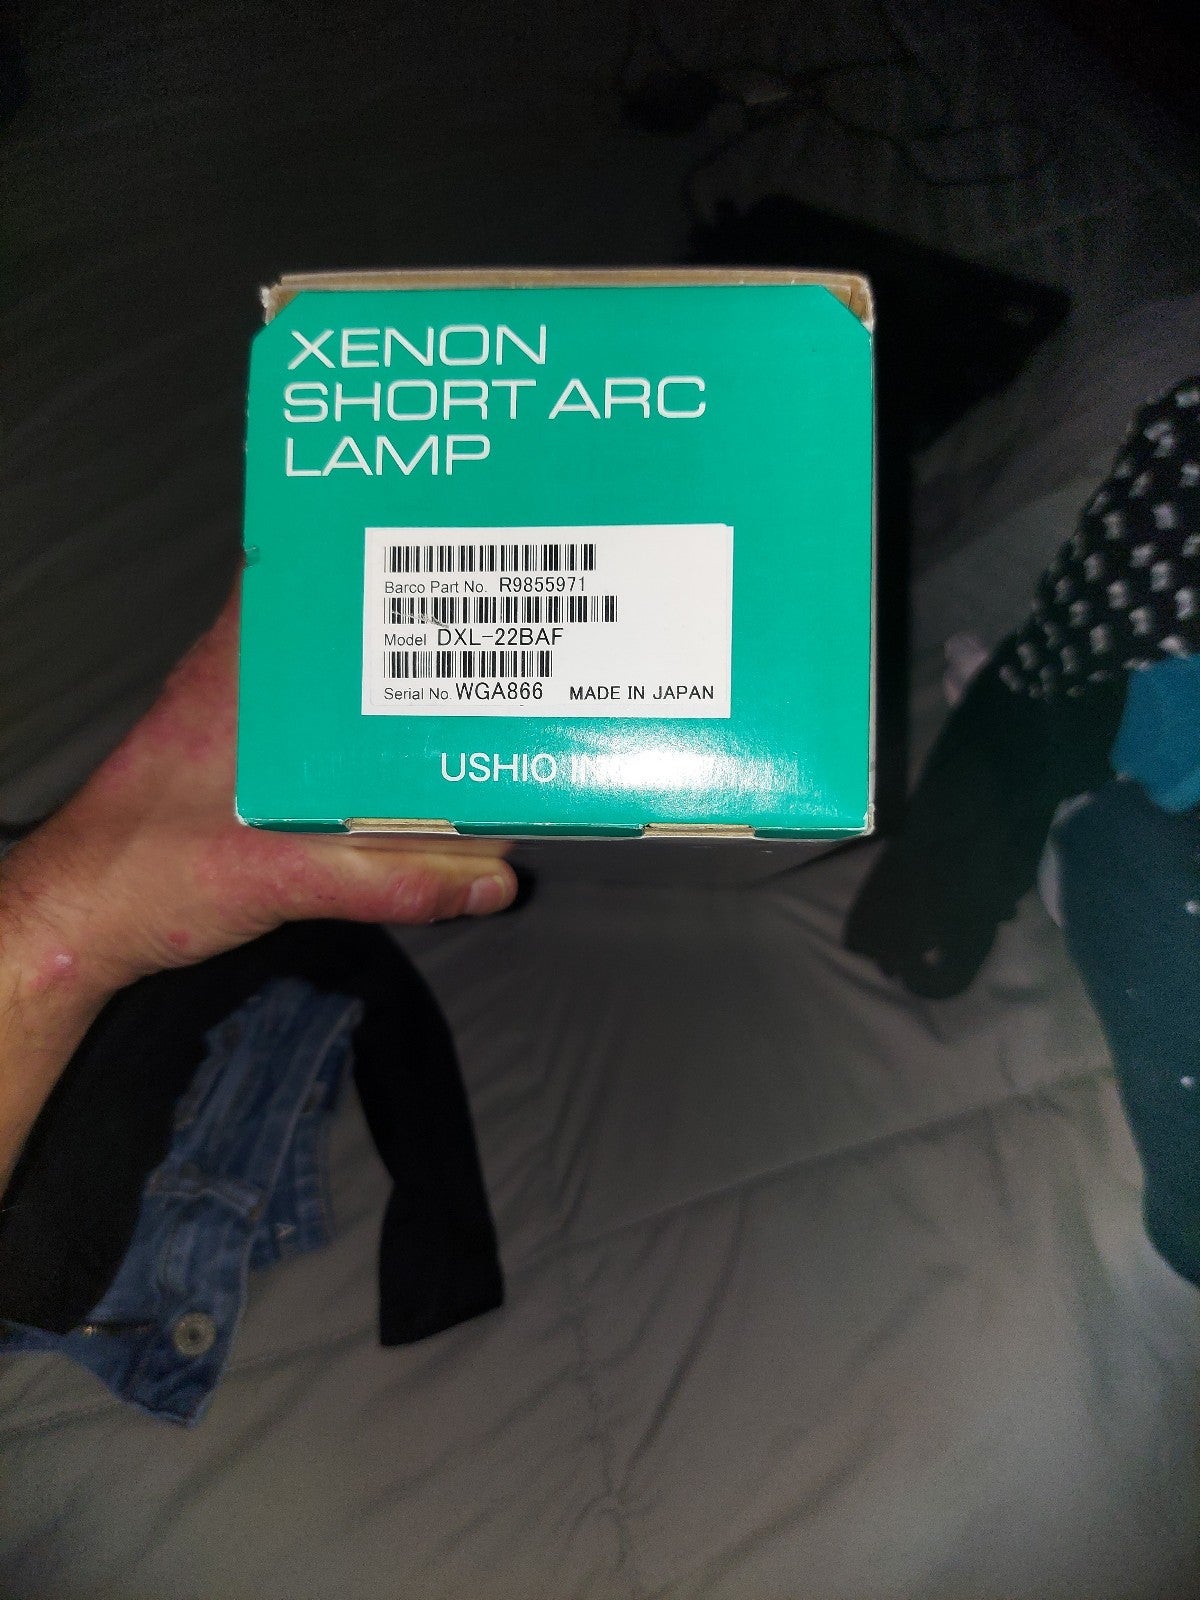 XENON
SHORT ARC
LAMP
Barco Part No. R9855971
Model DXL-22BAF
Serial No. WGA866 MADE IN JAPAN
USHIO